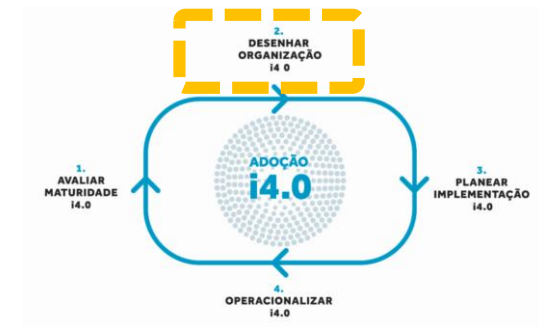 2.
DESENHAR
ORGANIZAÇÃO
i4 0
1.
AVALIAR
MATURIDADE
i4.0
ADOÇÃO
i4.0
3.
PLANEAR
IMPLEMENTAÇÃO
i4.0
4.
OPERACIONALIZAR
i4.0